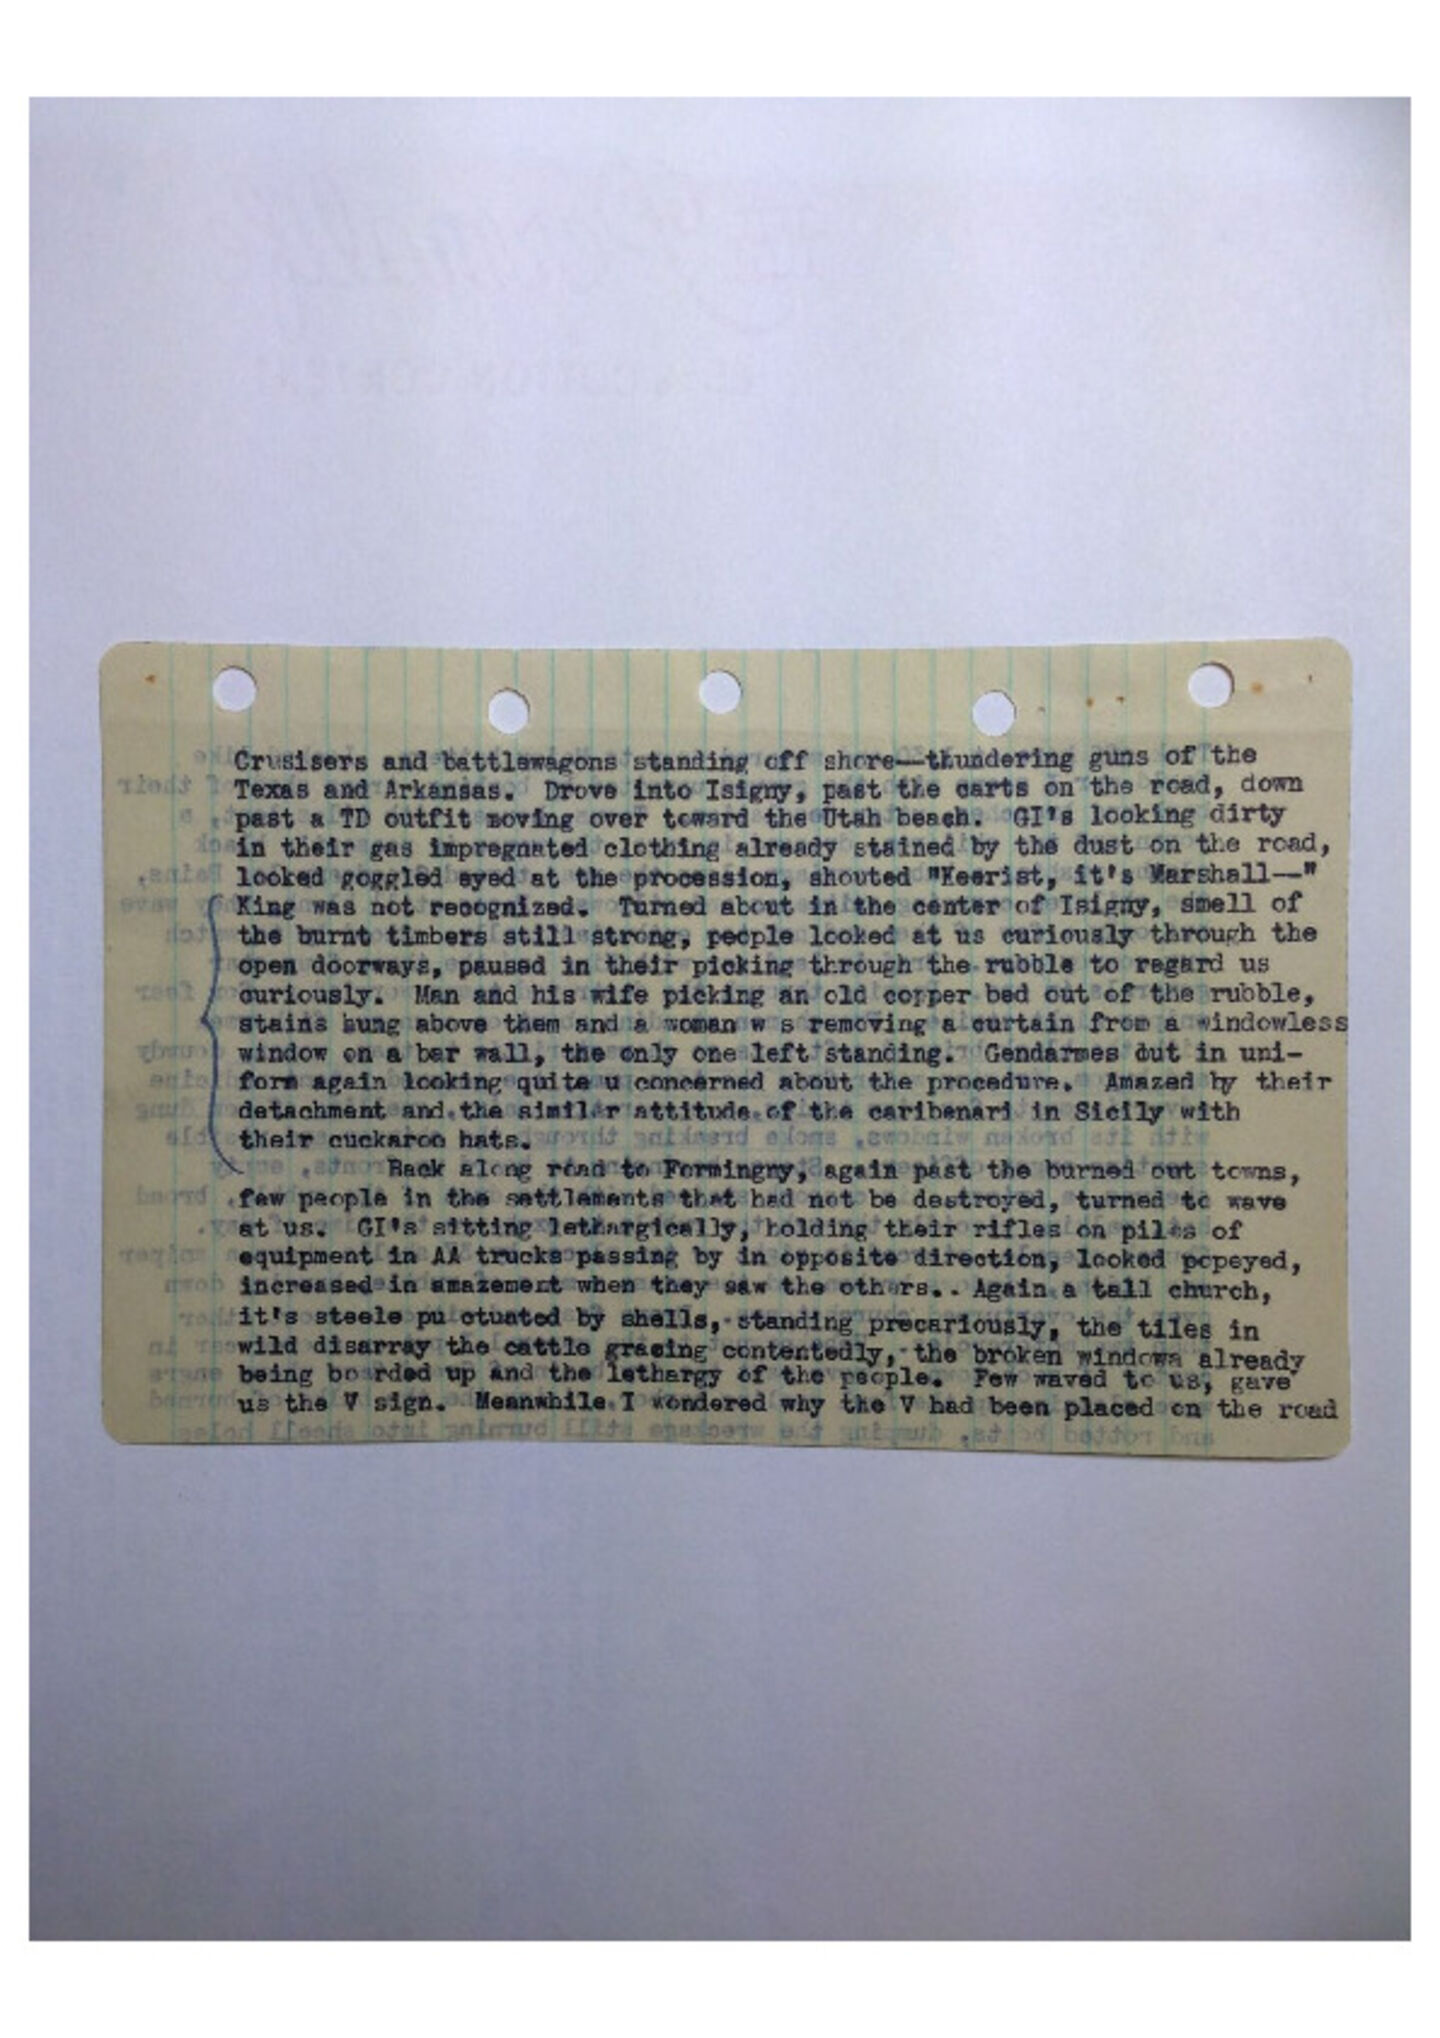 Crusisers and battlewagons standing off shore--thundering guns of the
Texas and Arkansas.  Drove into Isigny, past the carts on the road, down
past a TD outfit moving over toward the Utah beach.  GI's looking dirty
in their gas impregnated clothing already stained by the dust on the road,
looked goggled eyed at the procession, shouted "Keerist, it's Marshall--"
King was not recognized.  Turned about in the center of Isigny, smell of
the burnt timbers still strong, people looked at us curiously through the
open doorways, paused in their picking through the rubble to regard us
curiously.  Man and his wife picking an old copper bed out of the rubble,
stains hung above them and a woman w s removing a curtain from a windowless
window on a bar wall, the only one left standing.  Gendarmes out in uni-
form again looking quite u concerned about the procedure.  Amazed by their
detachment and the similar attitude of the caribenari in Sicily with
their cuckaroo hats.
Back along road to Formingny, again past the burned out towns,
few people in the settlements that had not be destroyed, turned to wave
at us.  GI's sitting lethargically, holding their rifles on piles of
equipment in AA trucks passing by in opposite direction, looked popeyed,
increased in amazement when they saw the others.. Again a tall church,
it's steele pu ctuated by shells, standing precariously, the tiles in
wild disarray the cattle grasing contentedly, the broken windows already
being bo rded up and the lethargy of the people.  Few waved to us, gave
us the V sign.  Meanwhile I wondered why the V had been placed on the road